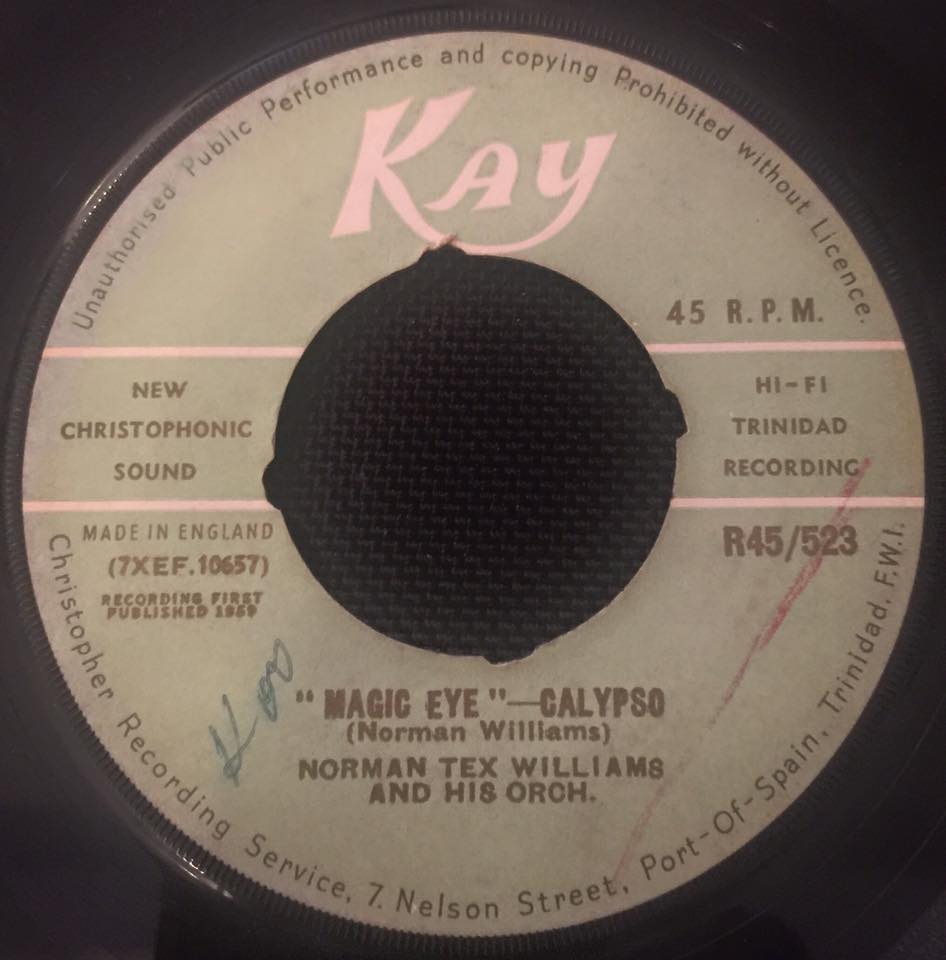 Unauthorised Public Performance and copying Prohibited without Licence.
Kay
45 R.P.M.
NEW
CHRISTOPHONIC
SOUND
HI-FI
TRINIDAD
RECORDING
MADE IN ENGLAND
(7XEF.10657)
RECORDING FIRST
PUBLISHED 1959
R45/523
"MAGIC EYE"—CALYPSO
(Norman Williams)
NORMAN TEX WILLIAMS
AND HIS ORCH.
Christopher Recording Service, 7. Nelson Street, Port-Of-Spain, Trinidad, F.W.I.